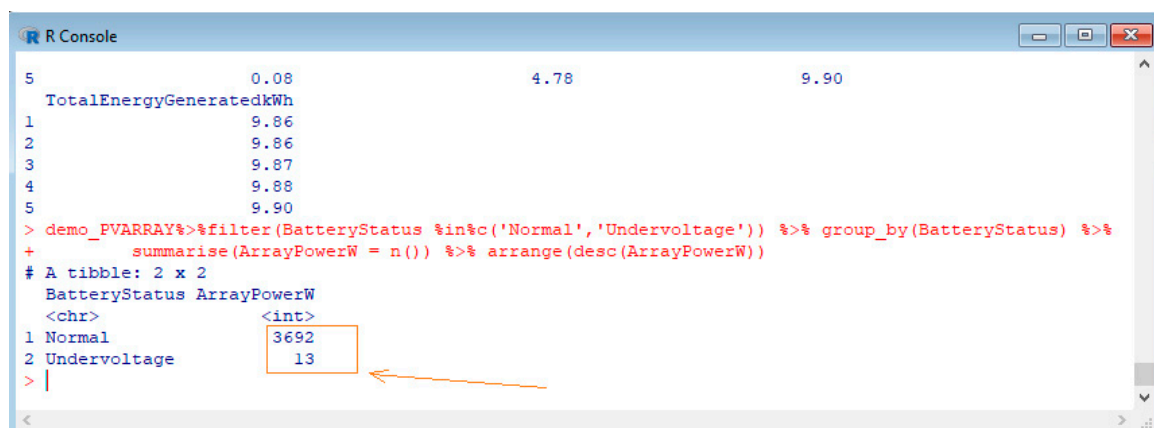 R Console
5 0.08 4.78 9.90
TotalEnergyGeneratedkWh
1 9.86
2 9.86
3 9.87
4 9.88
5 9.90
> demo_PVARRAY%>%filter(BatteryStatus %in%c('Normal','Undervoltage')) %>% group_by(BatteryStatus) %>%
+ summarise(ArrayPowerW = n()) %>% arrange(desc(ArrayPowerW))
# A tibble: 2 x 2
BatteryStatus ArrayPowerW
<chr> <int>
1 Normal 3692
2 Undervoltage 13
>